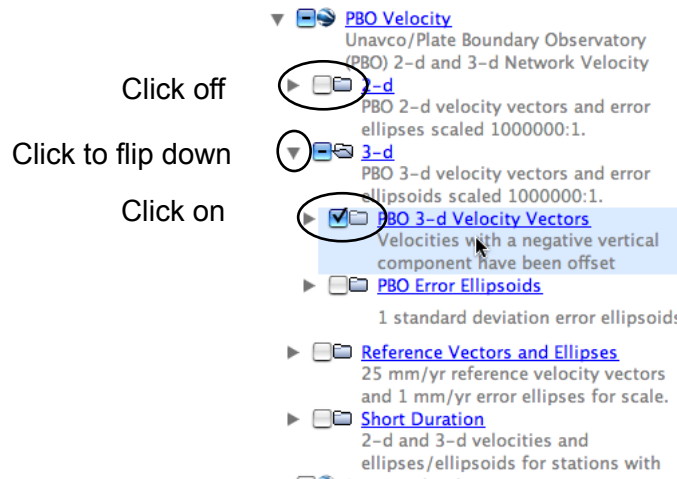 PBO Velocity
Unavco/Plate Boundary Observatory
(PBO) 2-d and 3-d Network Velocity
Click off
2-d
PBO 2-d velocity vectors and error
ellipses scaled 1000000:1.
Click to flip down
3-d
PBO 3-d velocity vectors and error
ellipsoids scaled 1000000:1.
Click on
PBO 3-d Velocity Vectors
Velocities with a negative vertical
component have been offset
PBO Error Ellipsoids
1 standard deviation error ellipsoids
Reference Vectors and Ellipses
25 mm/yr reference velocity vectors
and 1 mm/yr error ellipses for scale.
Short Duration
2-d and 3-d velocities and
ellipses/ellipsoids for stations with